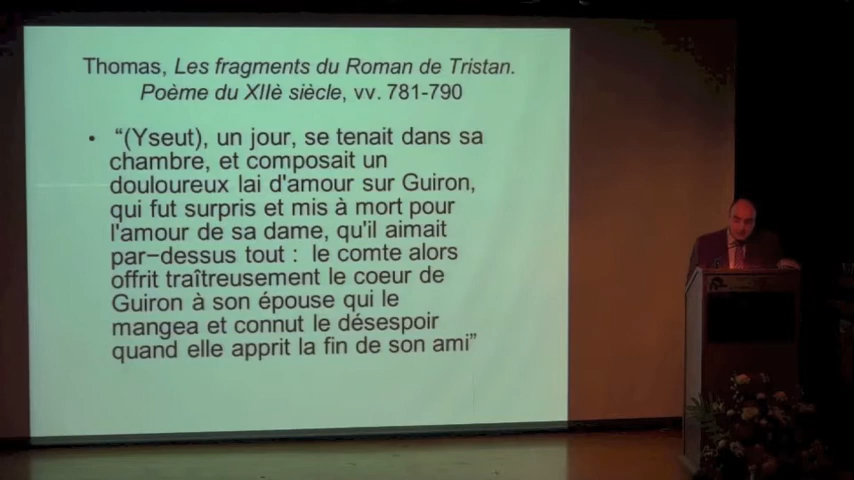 Thomas, Les fragments du Roman de Tristan.
Poème du XIIè siècle, vv. 781-790
• “(Yseut), un jour, se tenait dans sa
chambre, et composait un
douloureux lai d'amour sur Guiron,
qui fut surpris et mis à mort pour
l'amour de sa dame, qu'il aimait
par-dessus tout : le comte alors
offrit traîtreusement le coeur de
Guiron à son épouse qui le
mangea et connut le désespoir
quand elle apprit la fin de son ami”